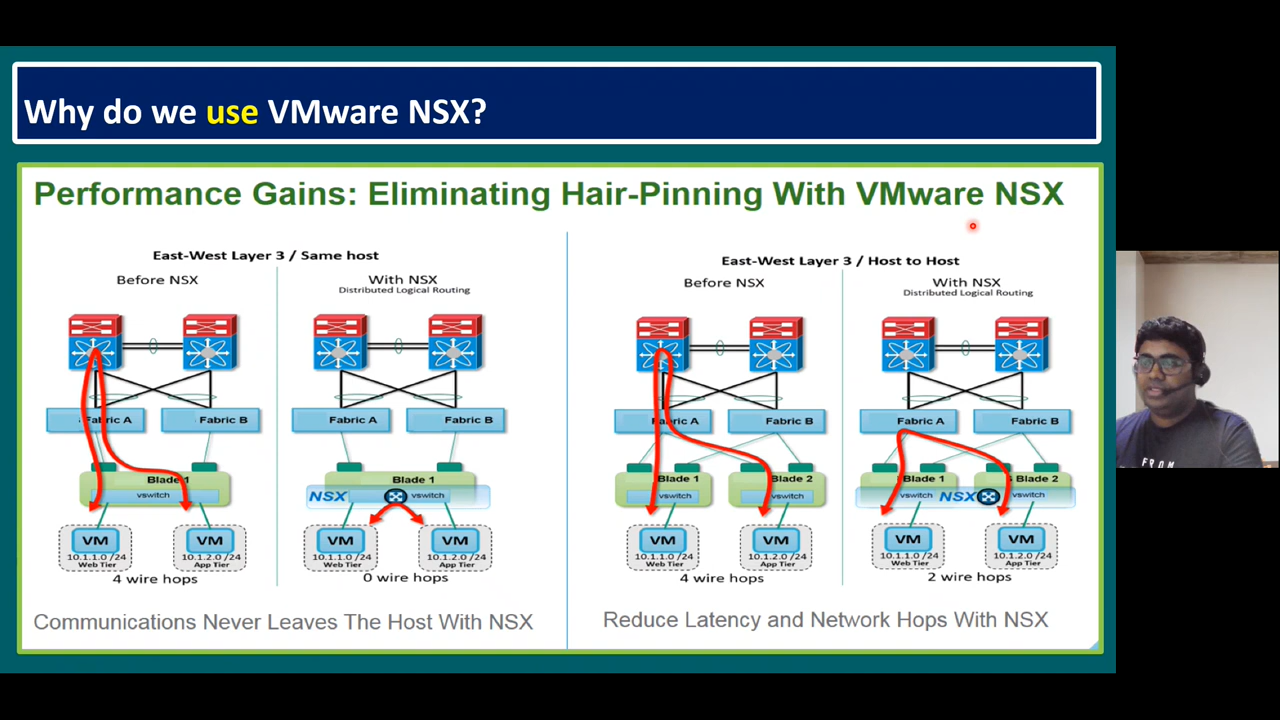 Why do we use VMware NSX?
Performance Gains: Eliminating Hair-Pinning With VMware NSX
East-West Layer 3 / Same host
Before NSX
With NSX
Distributed Logical Routing
Fabric A
Fabric B
Fabric A
Fabric B
Blade 1
vswitch
Blade 1
NSX
vswitch
VM
10.1.1.0 /24
Web Tier
VM
10.1.2.0 /24
App Tier
VM
10.1.1.0 /24
Web Tier
VM
10.1.2.0 /24
App Tier
4 wire hops
0 wire hops
Communications Never Leaves The Host With NSX
East-West Layer 3 / Host to Host
Before NSX
With NSX
Distributed Logical Routing
Fabric A
Fabric B
Fabric A
Fabric B
Blade 1
vswitch
Blade 2
vswitch
Blade 1
vswitch
NSX
Blade 2
vswitch
VM
10.1.1.0 /24
Web Tier
VM
10.1.2.0 /24
App Tier
VM
10.1.1.0 /24
Web Tier
VM
10.1.2.0 /24
App Tier
4 wire hops
2 wire hops
Reduce Latency and Network Hops With NSX
FROM